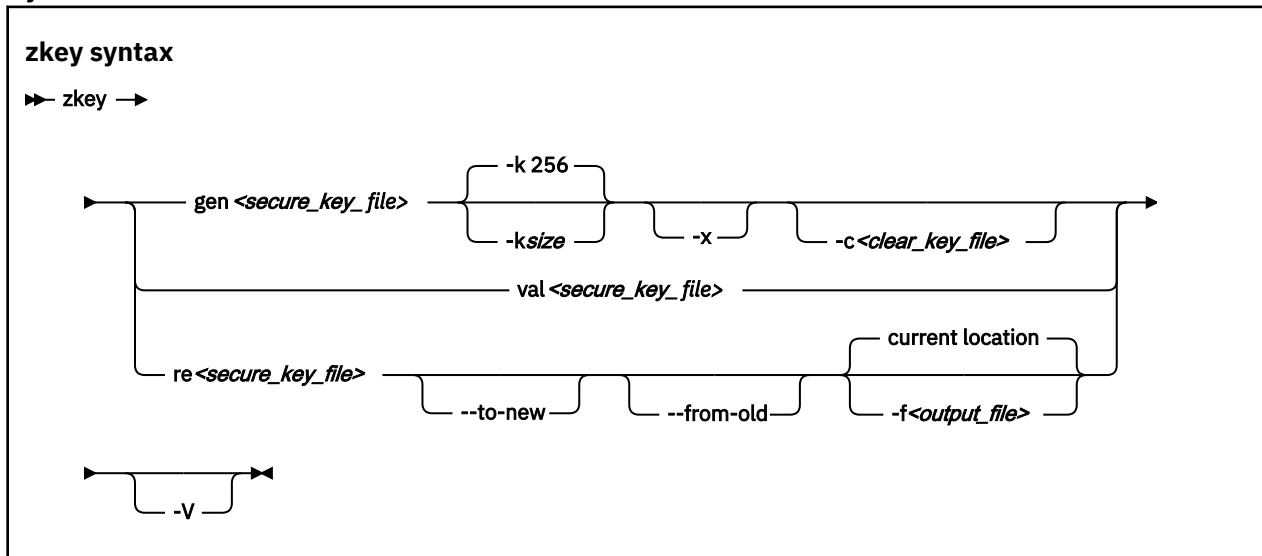 zkey syntax
zkey
-k 256
gen <secure_key_file>
-ksize
-x
-c<clear_key_file>
val <secure_key_file>
current location
re<secure_key_file>
--to-new
--from-old
-f<output_file>
-V